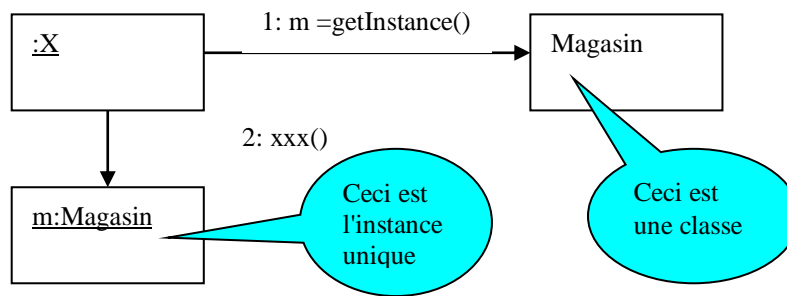 1: m =getInstance()
:X
Magasin
2: xxx()
m:Magasin
Ceci est
l'instance
unique
Ceci est
une classe